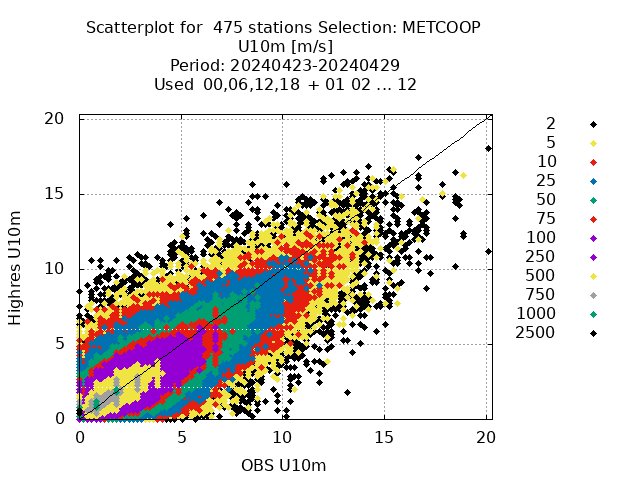 Scatterplot for  475 stations Selection: METCOOP
U10m [m/s]
Period: 20240423-20240429
Used  00,06,12,18 + 01 02 ... 12
20
15
10
5
0
Highres U10m
0 5 10 15 20
OBS U10m
2
5
10
25
50
75
100
250
500
750
1000
2500